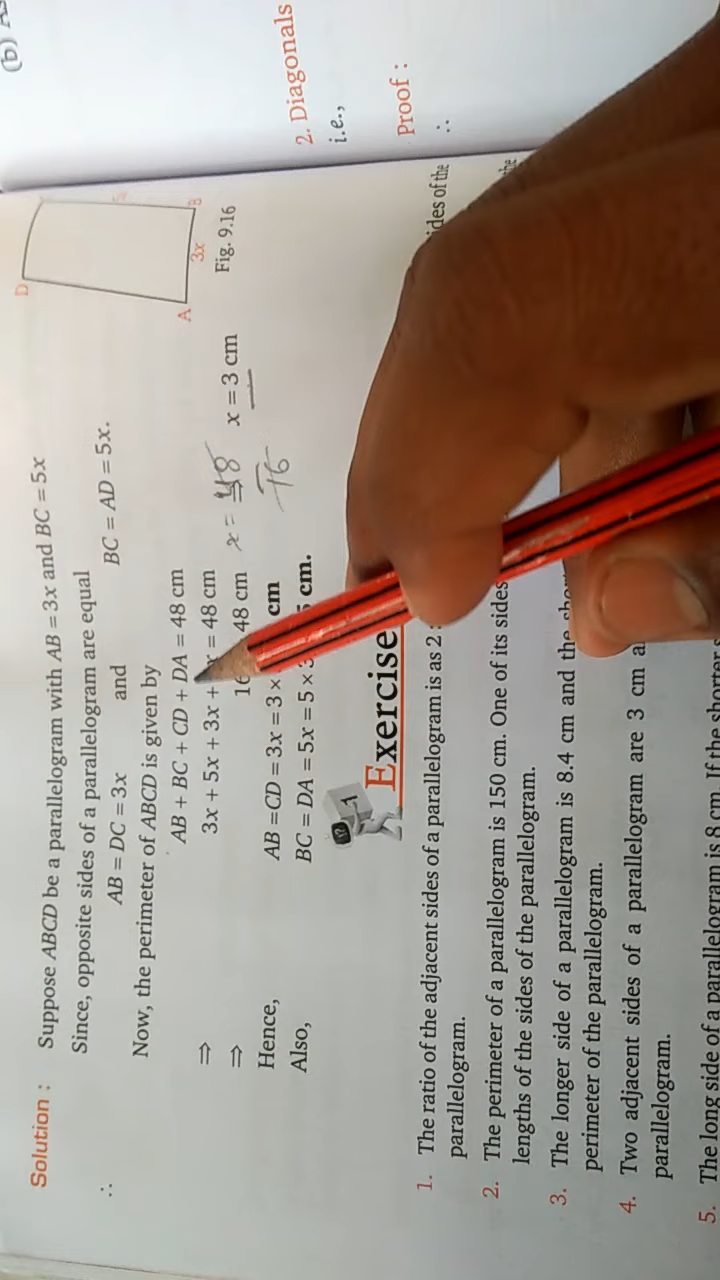 (b)
Solution : Suppose ABCD be a parallelogram with AB = 3x and BC = 5x
Since, opposite sides of a parallelogram are equal
∴ AB = DC = 3x and BC = AD = 5x.
Now, the perimeter of ABCD is given by
AB + BC + CD + DA = 48 cm
⇒ 3x + 5x + 3x + = 48 cm
⇒ 16 48 cm x = 48 x = 3 cm
16
Hence, AB = CD = 3x = 3 × cm
Also, BC = DA = 5x = 5 × cm.
D
A
B
3x
Fig. 9.16
Exercise
1. The ratio of the adjacent sides of a parallelogram is as 2 : sides of the
parallelogram.
2. The perimeter of a parallelogram is 150 cm. One of its sides the
lengths of the sides of the parallelogram.
3. The longer side of a parallelogram is 8.4 cm and the
perimeter of the parallelogram.
4. Two adjacent sides of a parallelogram are 3 cm
parallelogram.
5. The long side of a parallelogram is 8 cm. If the shorter
2. Diagonals
i.e.,
Proof :
∴